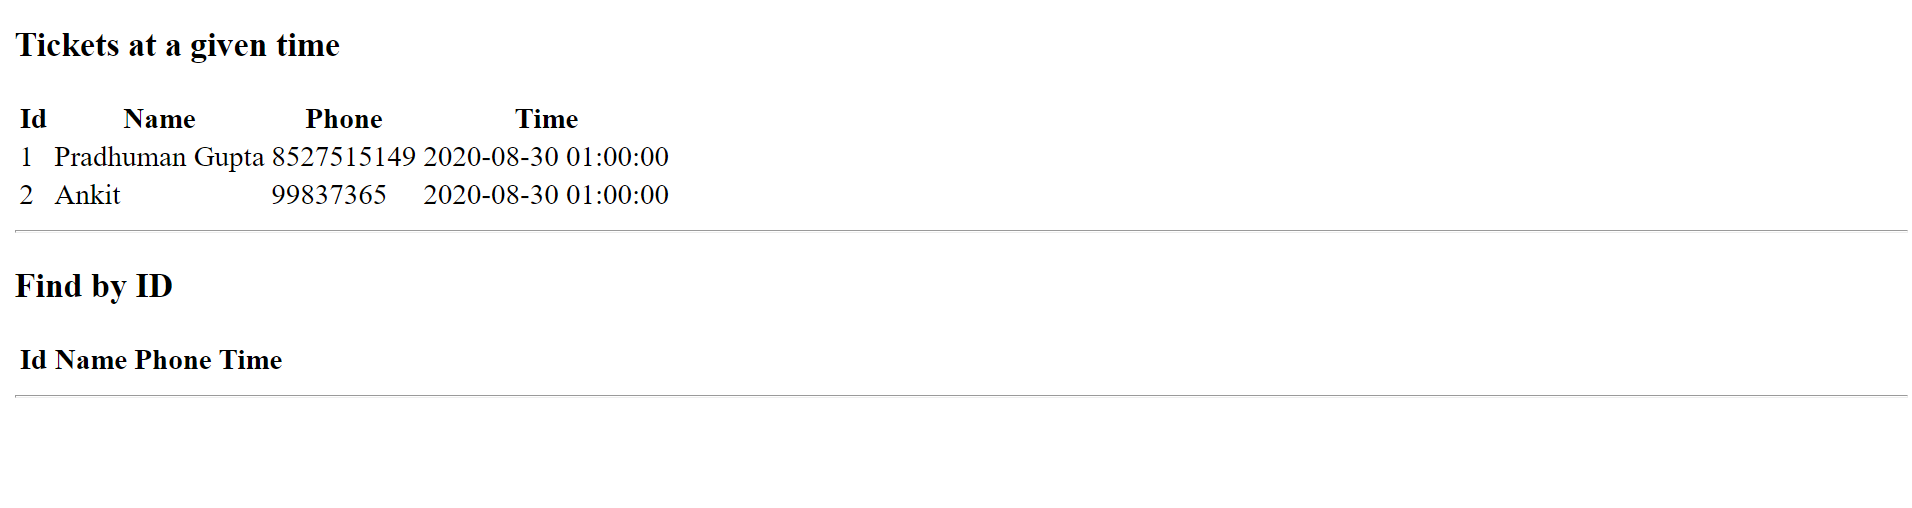 Tickets at a given time
Id Name Phone Time
1 Pradhuman Gupta 8527515149 2020-08-30 01:00:00
2 Ankit 99837365 2020-08-30 01:00:00
Find by ID
Id Name Phone Time